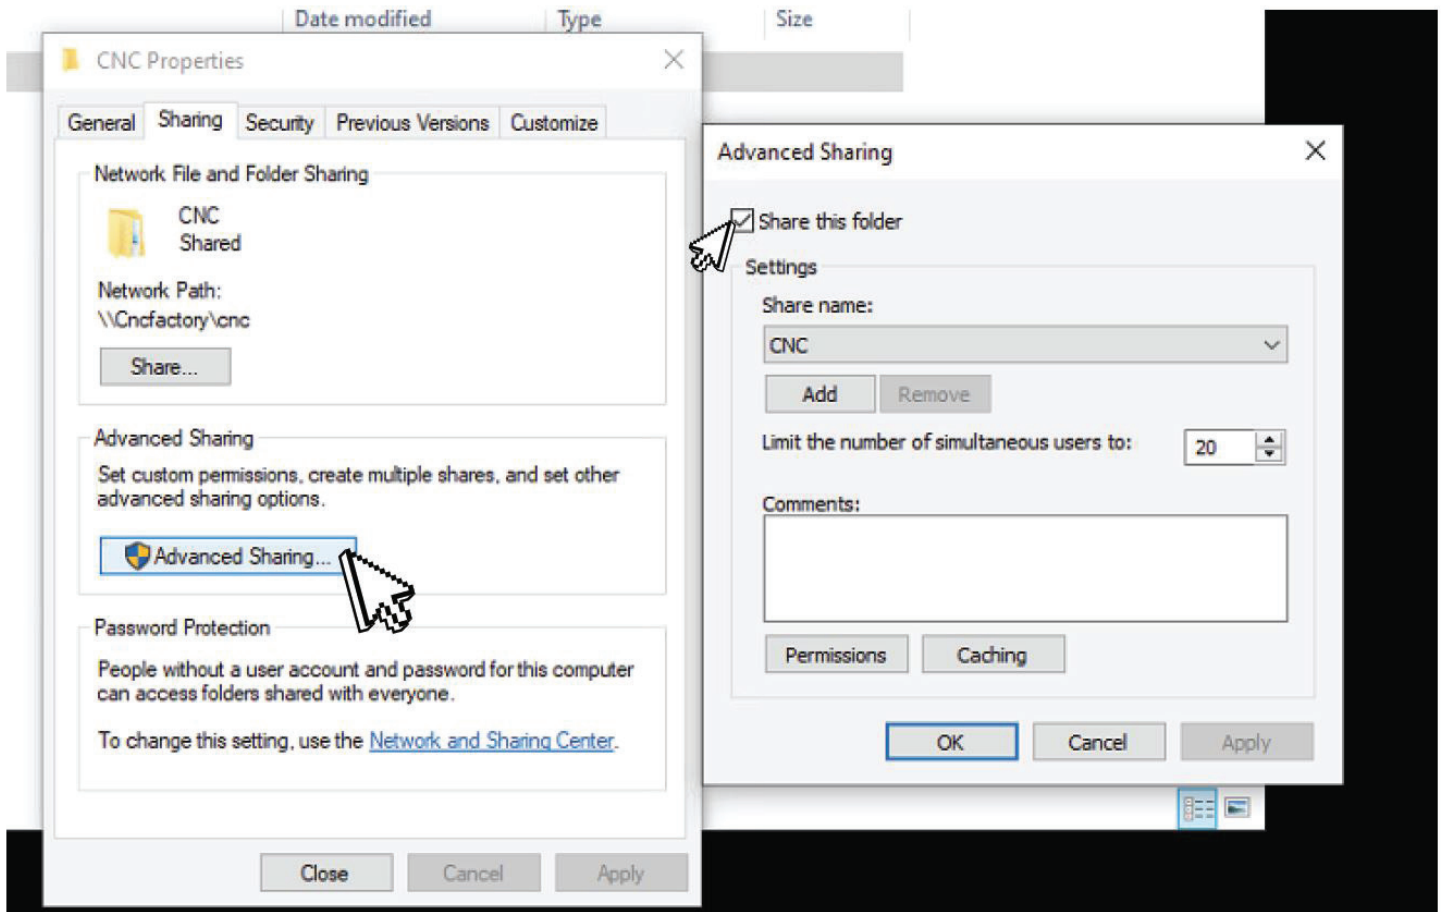 Date modified
Type
Size
CNC Properties
General
Sharing
Security
Previous Versions
Customize
Network File and Folder Sharing
CNC
Shared
Network Path:
\\Cncfactory\cnc
Share...
Advanced Sharing
Set custom permissions, create multiple shares, and set other
advanced sharing options.
Advanced Sharing...
Password Protection
People without a user account and password for this computer
can access folders shared with everyone.
To change this setting, use the Network and Sharing Center.
Close
Cancel
Apply
Advanced Sharing
Share this folder
Settings
Share name:
CNC
Add
Remove
Limit the number of simultaneous users to:
20
Comments:
Permissions
Caching
OK
Cancel
Apply